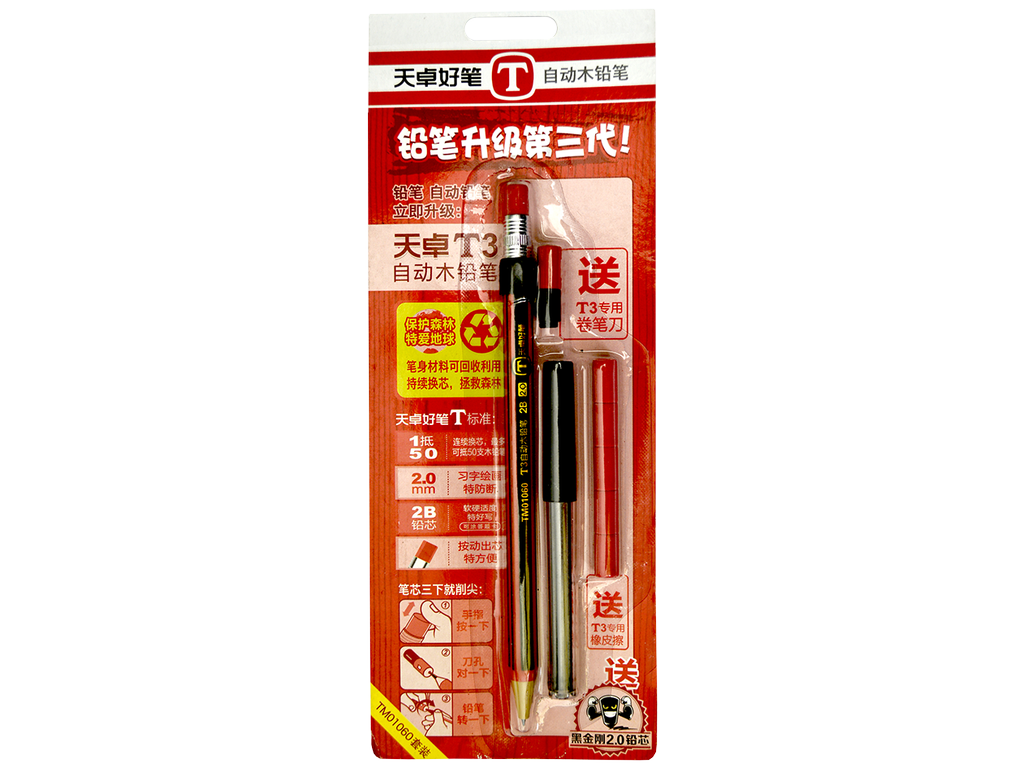 天卓好笔 T 自动木铅笔
铅笔升级第三代!
铅笔 自动铅笔
立即升级:
天卓T3
自动木铅笔
送
T3专用
卷笔刀
保护森林
特爱地球
笔身材料可回收利用
持续换芯，拯救森林
天卓好笔T标准:
1抵
50
连续换芯，最多
可抵50支木铅笔
2.0
mm
习字绘画
特防断
2B
铅芯
软硬适度
特好写
可涂答题卡
按动出芯
特方便
笔芯三下就削尖:
①
手指
按一下
②
刀孔
对一下
③
铅笔
转一下
TM01060 T3自动木铅笔 2B 2.0 T
送
T3专用
橡皮擦
送
黑金刚2.0铅芯
TM01060套装